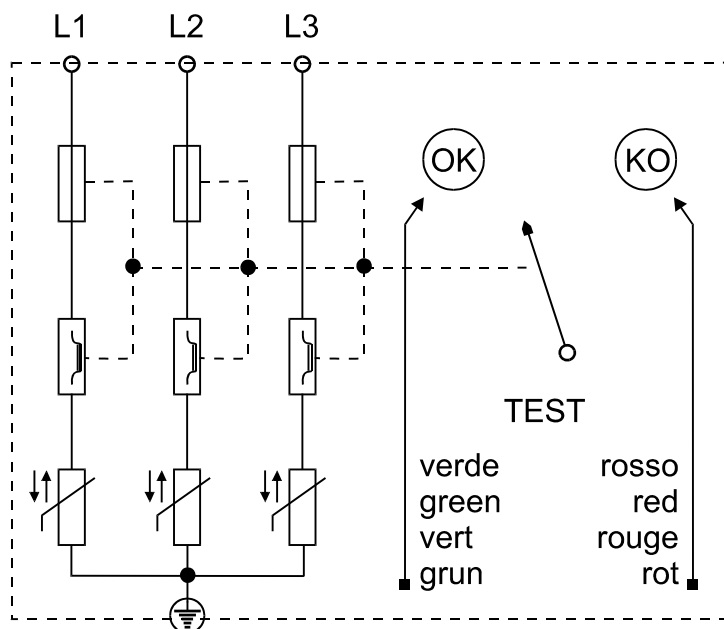 L1 L2 L3
OK KO
TEST
verde rosso
green red
vert rouge
grun rot